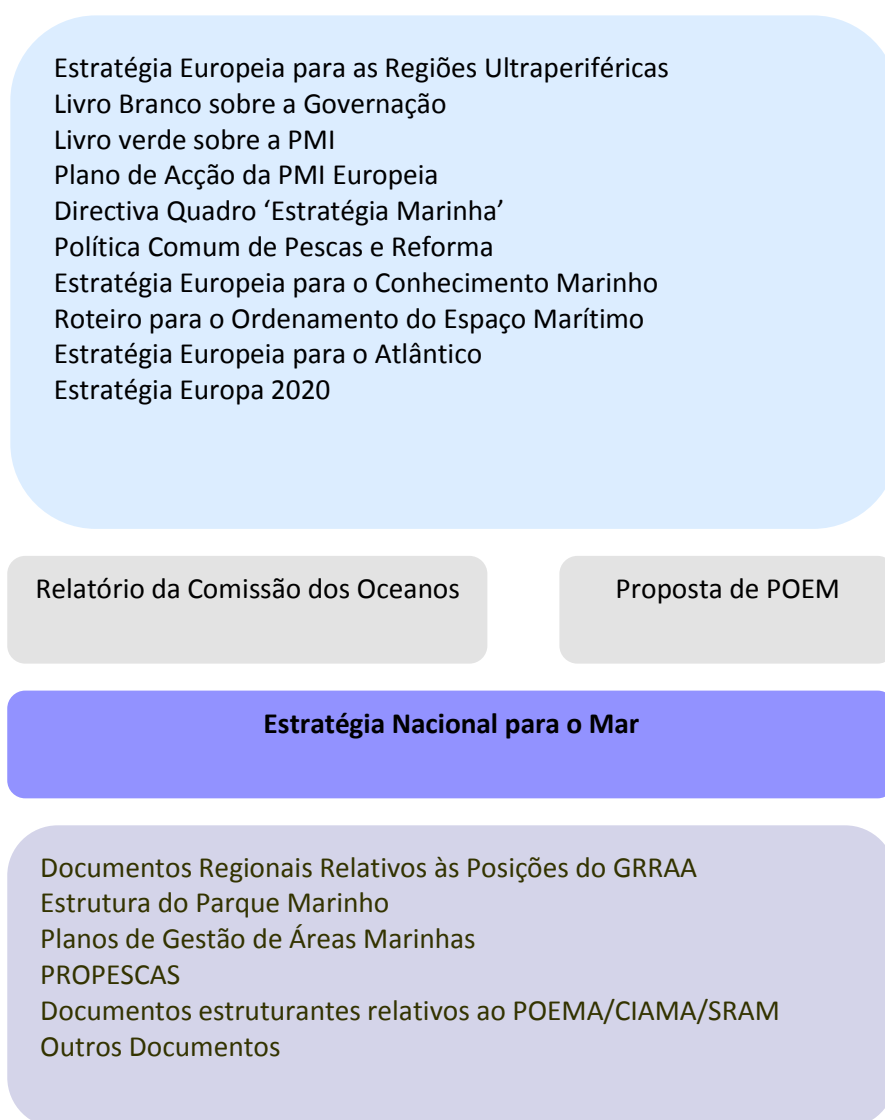 Estratégia Europeia para as Regiões Ultraperiféricas
Livro Branco sobre a Governação
Livro verde sobre a PMI
Plano de Acção da PMI Europeia
Directiva Quadro ‘Estratégia Marinha’
Política Comum de Pescas e Reforma
Estratégia Europeia para o Conhecimento Marinho
Roteiro para o Ordenamento do Espaço Marítimo
Estratégia Europeia para o Atlântico
Estratégia Europa 2020
Relatório da Comissão dos Oceanos
Proposta de POEM
Estratégia Nacional para o Mar
Documentos Regionais Relativos às Posições do GRRAA
Estrutura do Parque Marinho
Planos de Gestão de Áreas Marinhas
PROPESCAS
Documentos estruturantes relativos ao POEMA/CIAMA/SRAM
Outros Documentos